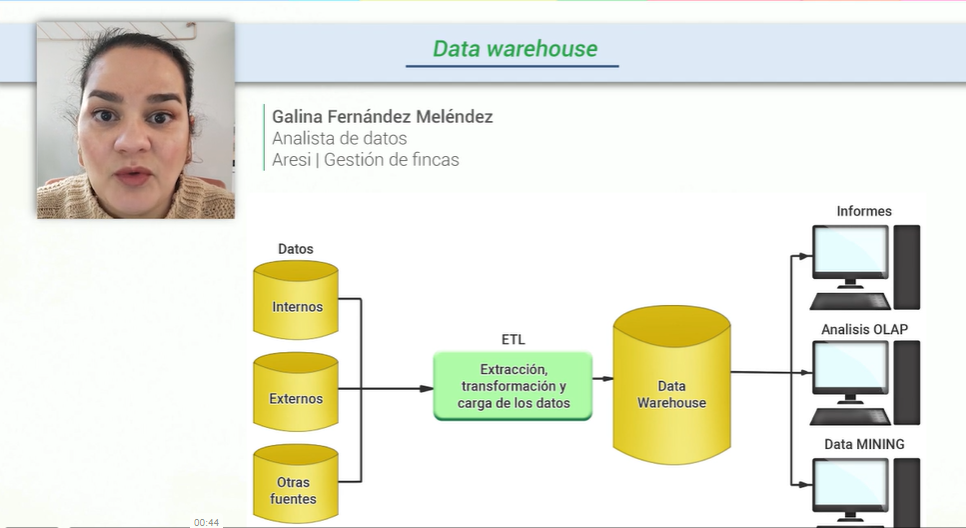 Data warehouse
Galina Fernández Meléndez
Analista de datos
Aresi | Gestión de fincas
Datos
Internos
Externos
Otras
fuentes
ETL
Extracción,
transformación y
carga de los datos
Data
Warehouse
Informes
Analisis OLAP
Data MINING
00:44